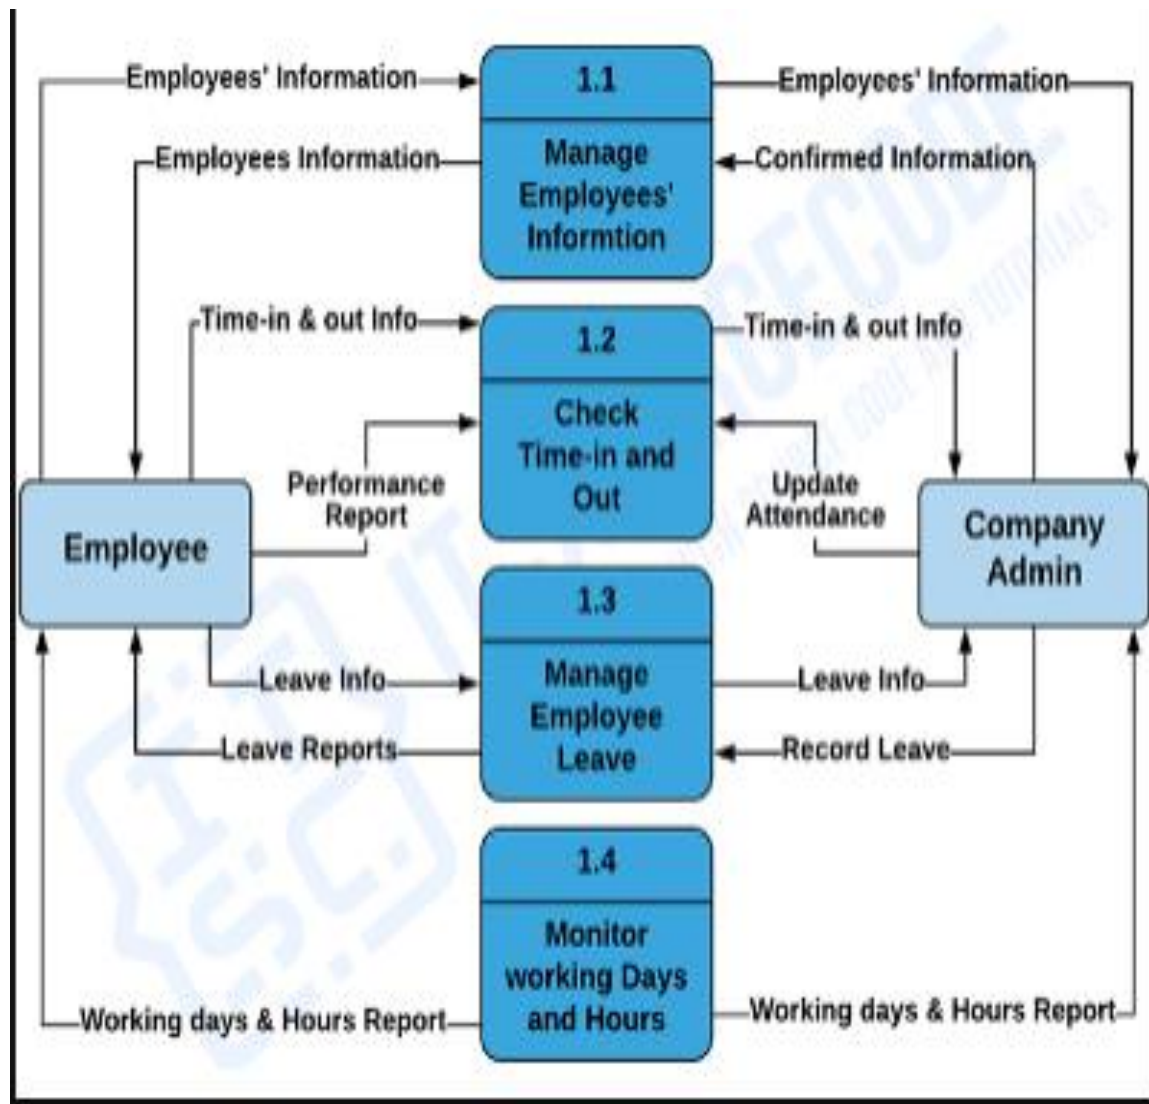 Employees' Information
1.1
Employees' Information
Employees Information
Manage
Employees'
Informtion
Confirmed Information
Time-in & out Info
1.2
Time-in & out Info
Check
Time-in and
Out
Performance
Report
Update
Attendance
Employee
Company
Admin
1.3
Leave Info
Manage
Employee
Leave
Leave Info
Leave Reports
Record Leave
1.4
Monitor
working Days
and Hours
Working days & Hours Report
Working days & Hours Report